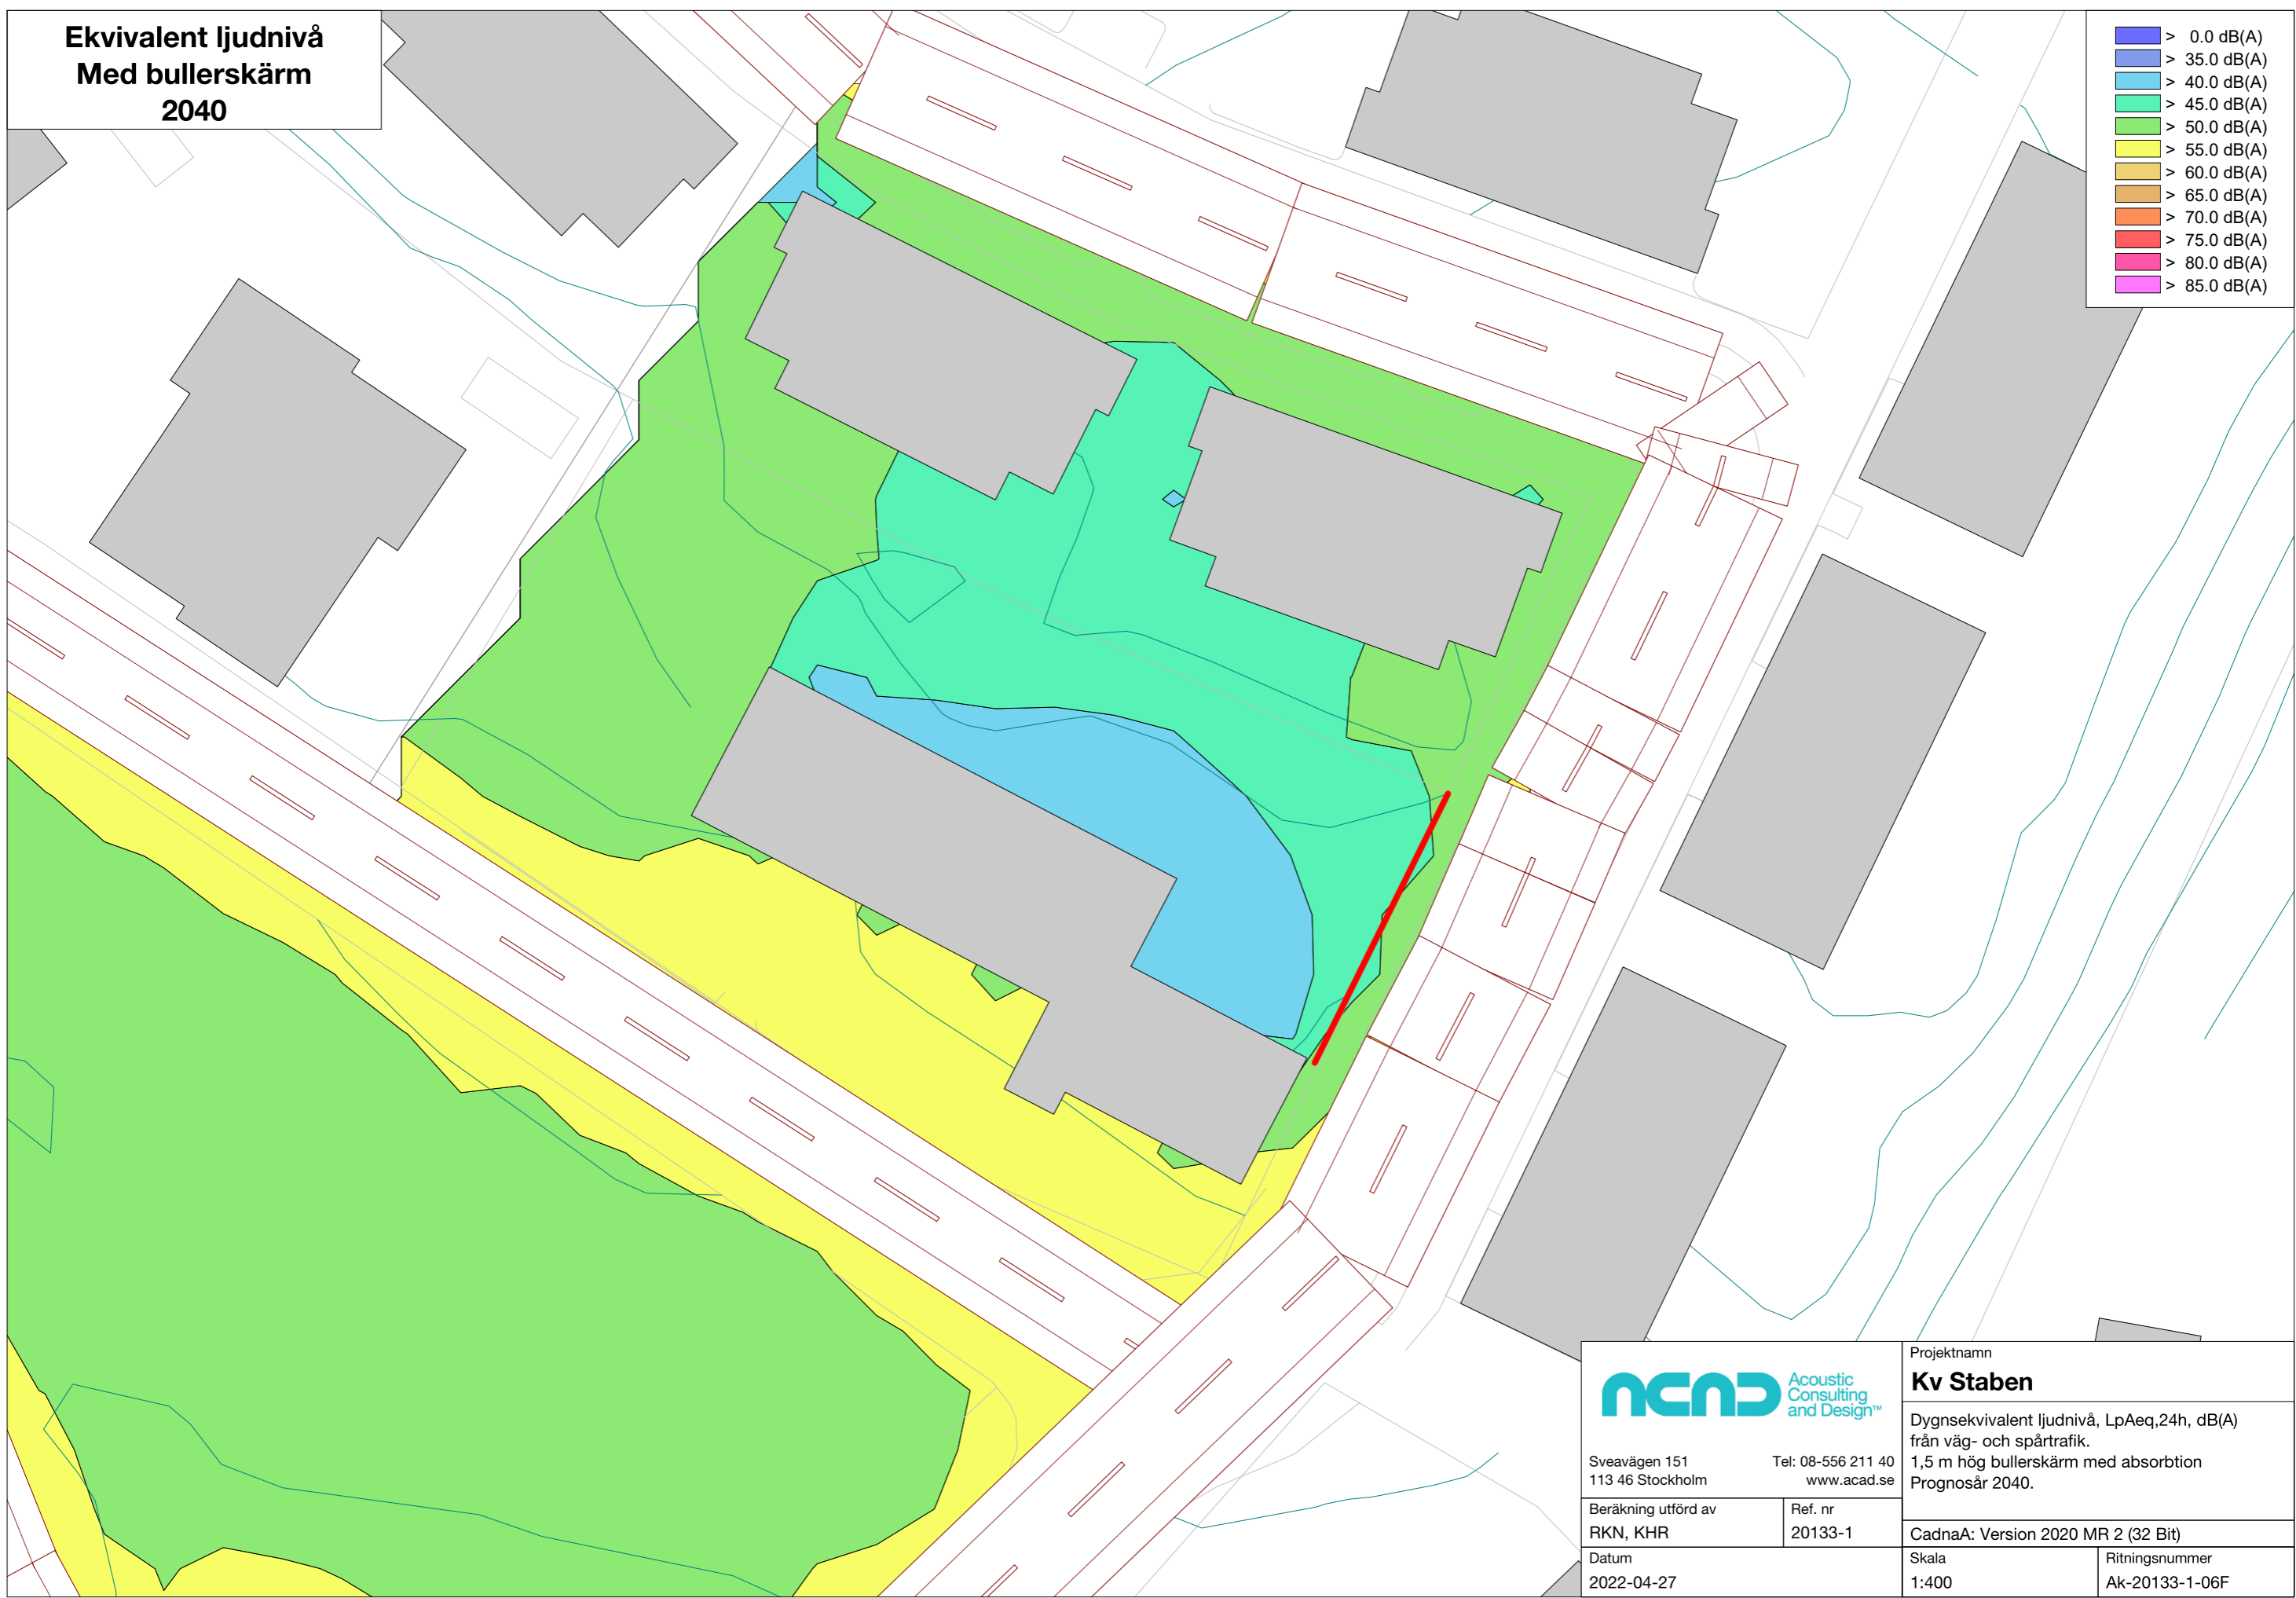 Ekvivalent ljudnivå
Med bullerskärm
2040
> 0.0 dB(A)
> 35.0 dB(A)
> 40.0 dB(A)
> 45.0 dB(A)
> 50.0 dB(A)
> 55.0 dB(A)
> 60.0 dB(A)
> 65.0 dB(A)
> 70.0 dB(A)
> 75.0 dB(A)
> 80.0 dB(A)
> 85.0 dB(A)
ACAD
Acoustic
Consulting
and Design™
Sveavägen 151
113 46 Stockholm
Tel: 08-556 211 40
www.acad.se
Projektnamn
Kv Staben
Dygnsekvivalent ljudnivå, LpAeq,24h, dB(A)
från väg- och spårtrafik.
1,5 m hög bullerskärm med absorbtion
Prognosår 2040.
Beräkning utförd av
RKN, KHR
Ref. nr
20133-1
CadnaA: Version 2020 MR 2 (32 Bit)
Datum
2022-04-27
Skala
1:400
Ritningsnummer
Ak-20133-1-06F